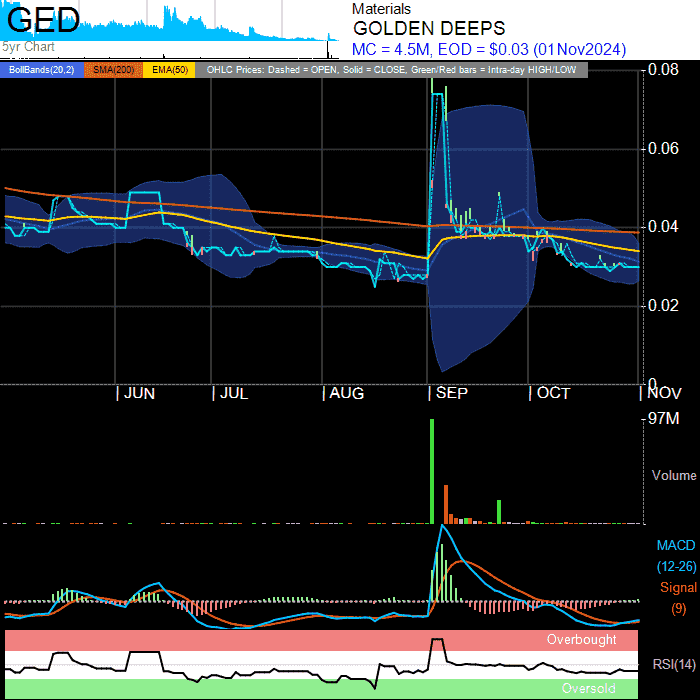 GED
5yr Chart
Materials
GOLDEN DEEPS
MC = 4.5M, EOD = $0.03 (01Nov2024)
BollBands(20,2) SMA(200) EMA(50) OHLC Prices: Dashed = OPEN, Solid = CLOSE, Green/Red bars = Intra-day HIGH/LOW
0.08
0.06
0.04
0.02
0
| JUN | JUL | AUG | SEP | OCT | NOV
97M
Volume
MACD
(12-26)
Signal
(9)
Overbought
RSI(14)
Oversold